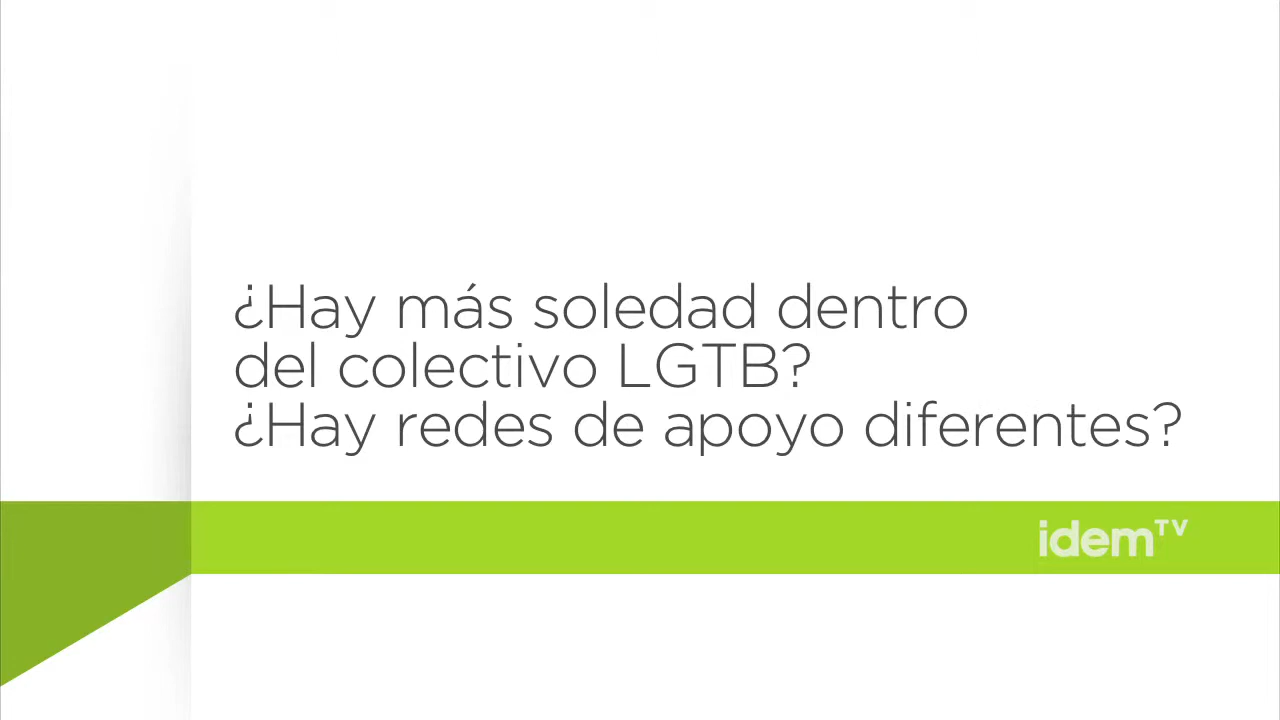 ¿Hay más soledad dentro
del colectivo LGTB?
¿Hay redes de apoyo diferentes?
idemTV